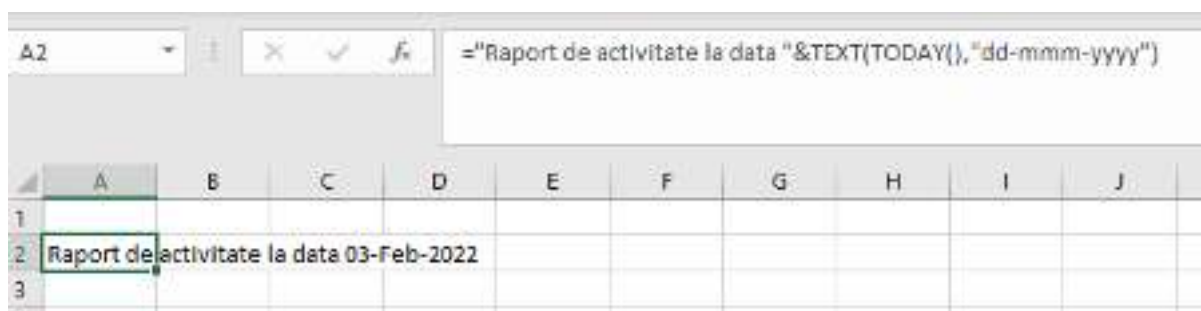 A2 fx ="Raport de activitate la data "&TEXT(TODAY(),"dd-mmm-yyyy")
A B C D E F G H I J
1
2 Raport de activitate la data 03-Feb-2022
3